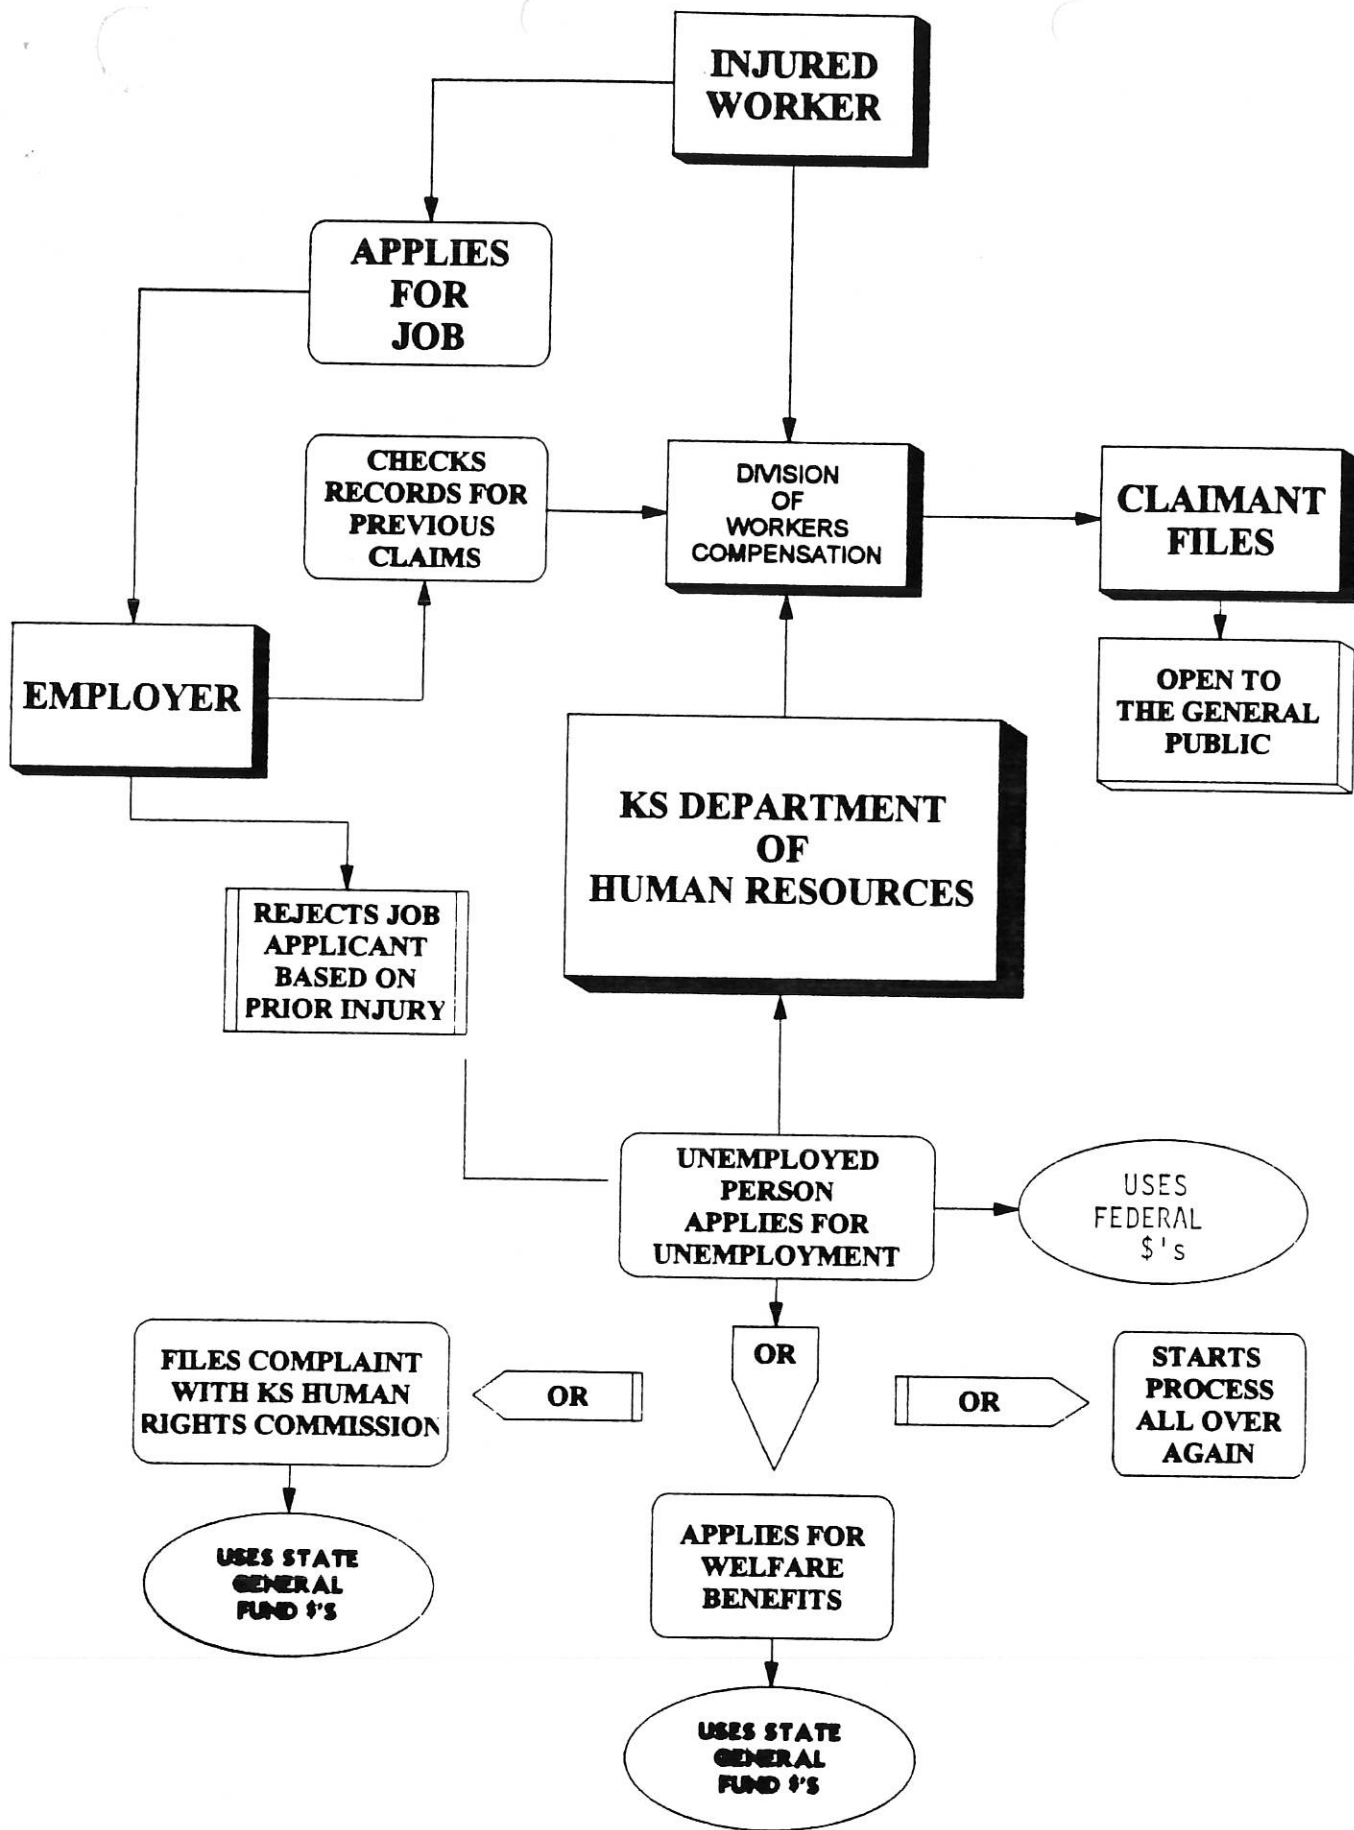 INJURED
WORKER
APPLIES
FOR
JOB
CHECKS
RECORDS FOR
PREVIOUS
CLAIMS
DIVISION
OF
WORKERS
COMPENSATION
CLAIMANT
FILES
EMPLOYER
OPEN TO
THE GENERAL
PUBLIC
KS DEPARTMENT
OF
HUMAN RESOURCES
REJECTS JOB
APPLICANT
BASED ON
PRIOR INJURY
UNEMPLOYED
PERSON
APPLIES FOR
UNEMPLOYMENT
USES
FEDERAL
$'s
FILES COMPLAINT
WITH KS HUMAN
RIGHTS COMMISSION
OR
OR
OR
STARTS
PROCESS
ALL OVER
AGAIN
USES STATE
GENERAL
FUND $'S
APPLIES FOR
WELFARE
BENEFITS
USES STATE
GENERAL
FUND $'S